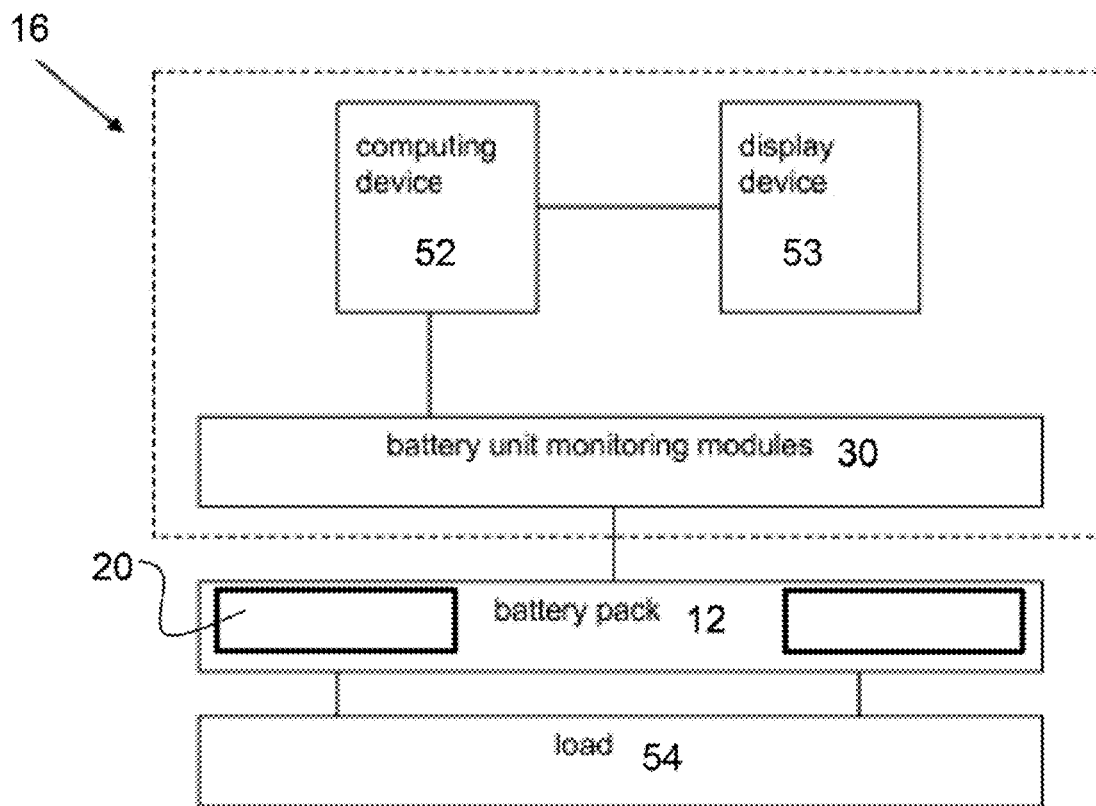 16
computing
device
52
display
device
53
battery unit monitoring modules 30
20
battery pack 12
load 54